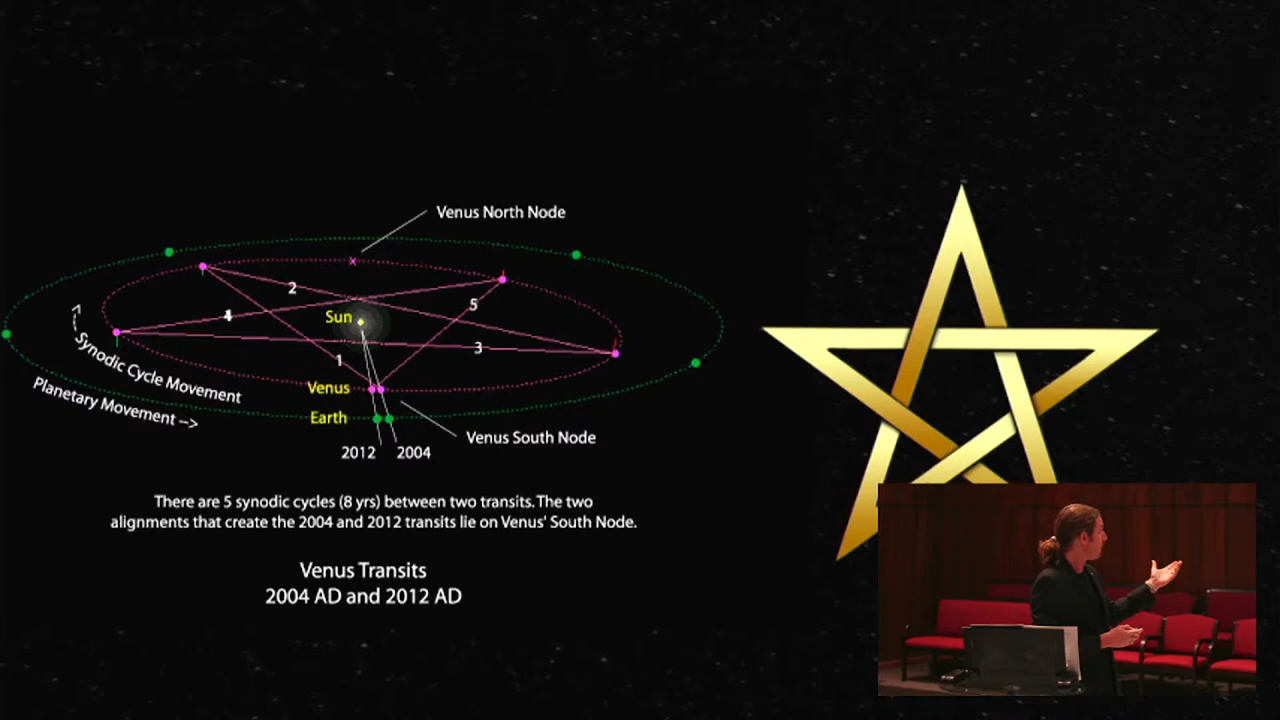 Venus North Node
2
Sun
5
4
3
1
<-- Synodic Cycle Movement
Planetary Movement -->
Venus
Earth
Venus South Node
2012
2004
There are 5 synodic cycles (8 yrs) between two transits. The two
alignments that create the 2004 and 2012 transits lie on Venus' South Node.
Venus Transits
2004 AD and 2012 AD